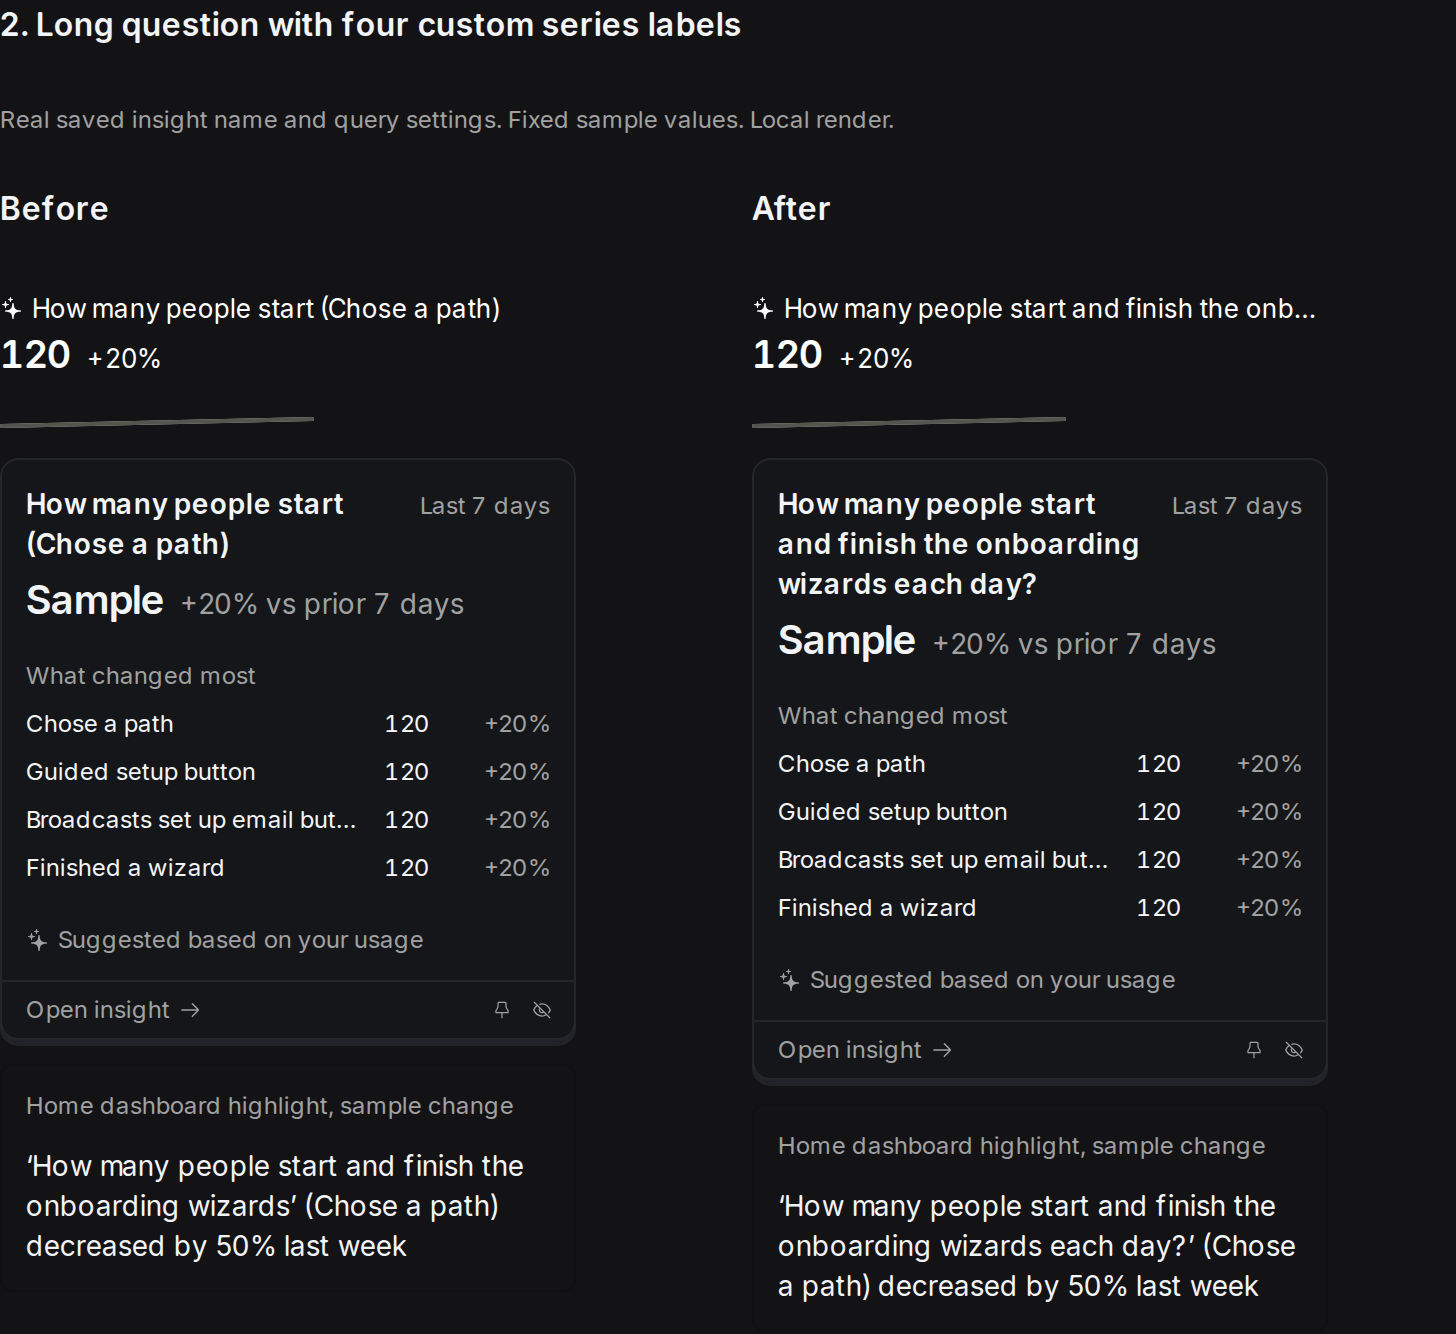 2. Long question with four custom series labels
Real saved insight name and query settings. Fixed sample values. Local render.
Before
How many people start (Chose a path)
120 +20%
How many people start
(Chose a path)
Last 7 days
Sample +20% vs prior 7 days
What changed most
Chose a path 120 +20%
Guided setup button 120 +20%
Broadcasts set up email but... 120 +20%
Finished a wizard 120 +20%
Suggested based on your usage
Open insight →
Home dashboard highlight, sample change
‘How many people start and finish the
onboarding wizards’ (Chose a path)
decreased by 50% last week
After
How many people start and finish the onb...
120 +20%
How many people start
and finish the onboarding
wizards each day?
Last 7 days
Sample +20% vs prior 7 days
What changed most
Chose a path 120 +20%
Guided setup button 120 +20%
Broadcasts set up email but... 120 +20%
Finished a wizard 120 +20%
Suggested based on your usage
Open insight →
Home dashboard highlight, sample change
‘How many people start and finish the
onboarding wizards each day?’ (Chose
a path) decreased by 50% last week